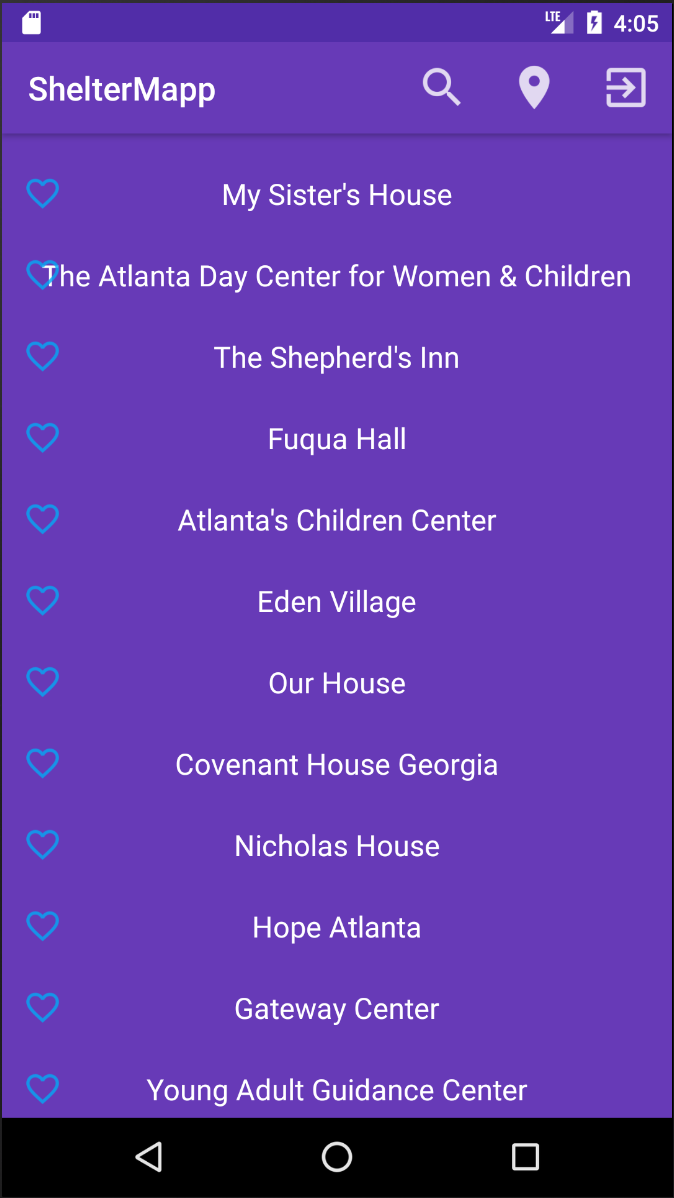 LTE 4:05
ShelterMapp
My Sister's House
The Atlanta Day Center for Women & Children
The Shepherd's Inn
Fuqua Hall
Atlanta's Children Center
Eden Village
Our House
Covenant House Georgia
Nicholas House
Hope Atlanta
Gateway Center
Young Adult Guidance Center